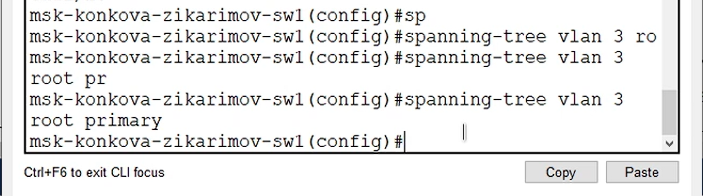 msk-konkova-zikarimov-sw1(config)#sp
msk-konkova-zikarimov-sw1(config)#spanning-tree vlan 3 ro
msk-konkova-zikarimov-sw1(config)#spanning-tree vlan 3
root pr
msk-konkova-zikarimov-sw1(config)#spanning-tree vlan 3
root primary
msk-konkova-zikarimov-sw1(config)#
Ctrl+F6 to exit CLI focus
Copy
Paste